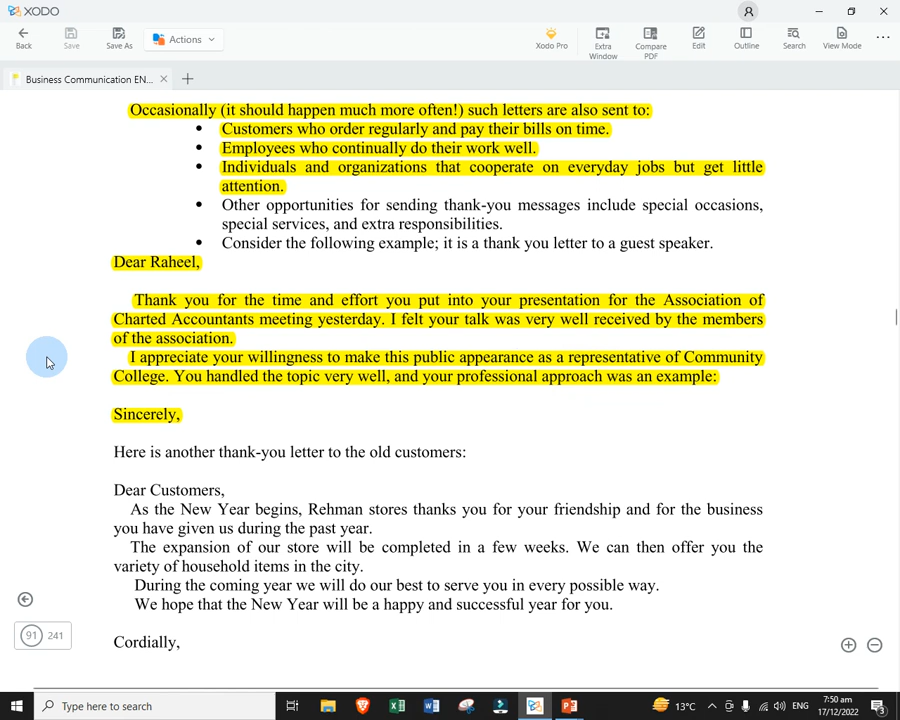 XODO
Back
Save
Save As
Actions
Xodo Pro
Extra Window
Compare PDF
Edit
Outline
Search
View Mode
Business Communication EN...
Occasionally (it should happen much more often!) such letters are also sent to:
• Customers who order regularly and pay their bills on time.
• Employees who continually do their work well.
• Individuals and organizations that cooperate on everyday jobs but get little
attention.
• Other opportunities for sending thank-you messages include special occasions,
special services, and extra responsibilities.
• Consider the following example; it is a thank you letter to a guest speaker.
Dear Raheel,
Thank you for the time and effort you put into your presentation for the Association of
Charted Accountants meeting yesterday. I felt your talk was very well received by the members
of the association.
I appreciate your willingness to make this public appearance as a representative of Community
College. You handled the topic very well, and your professional approach was an example:
Sincerely,
Here is another thank-you letter to the old customers:
Dear Customers,
As the New Year begins, Rehman stores thanks you for your friendship and for the business
you have given us during the past year.
The expansion of our store will be completed in a few weeks. We can then offer you the
variety of household items in the city.
During the coming year we will do our best to serve you in every possible way.
We hope that the New Year will be a happy and successful year for you.
91 241
Cordially,
Type here to search
13°C
ENG
7:50 am
17/12/2022
3